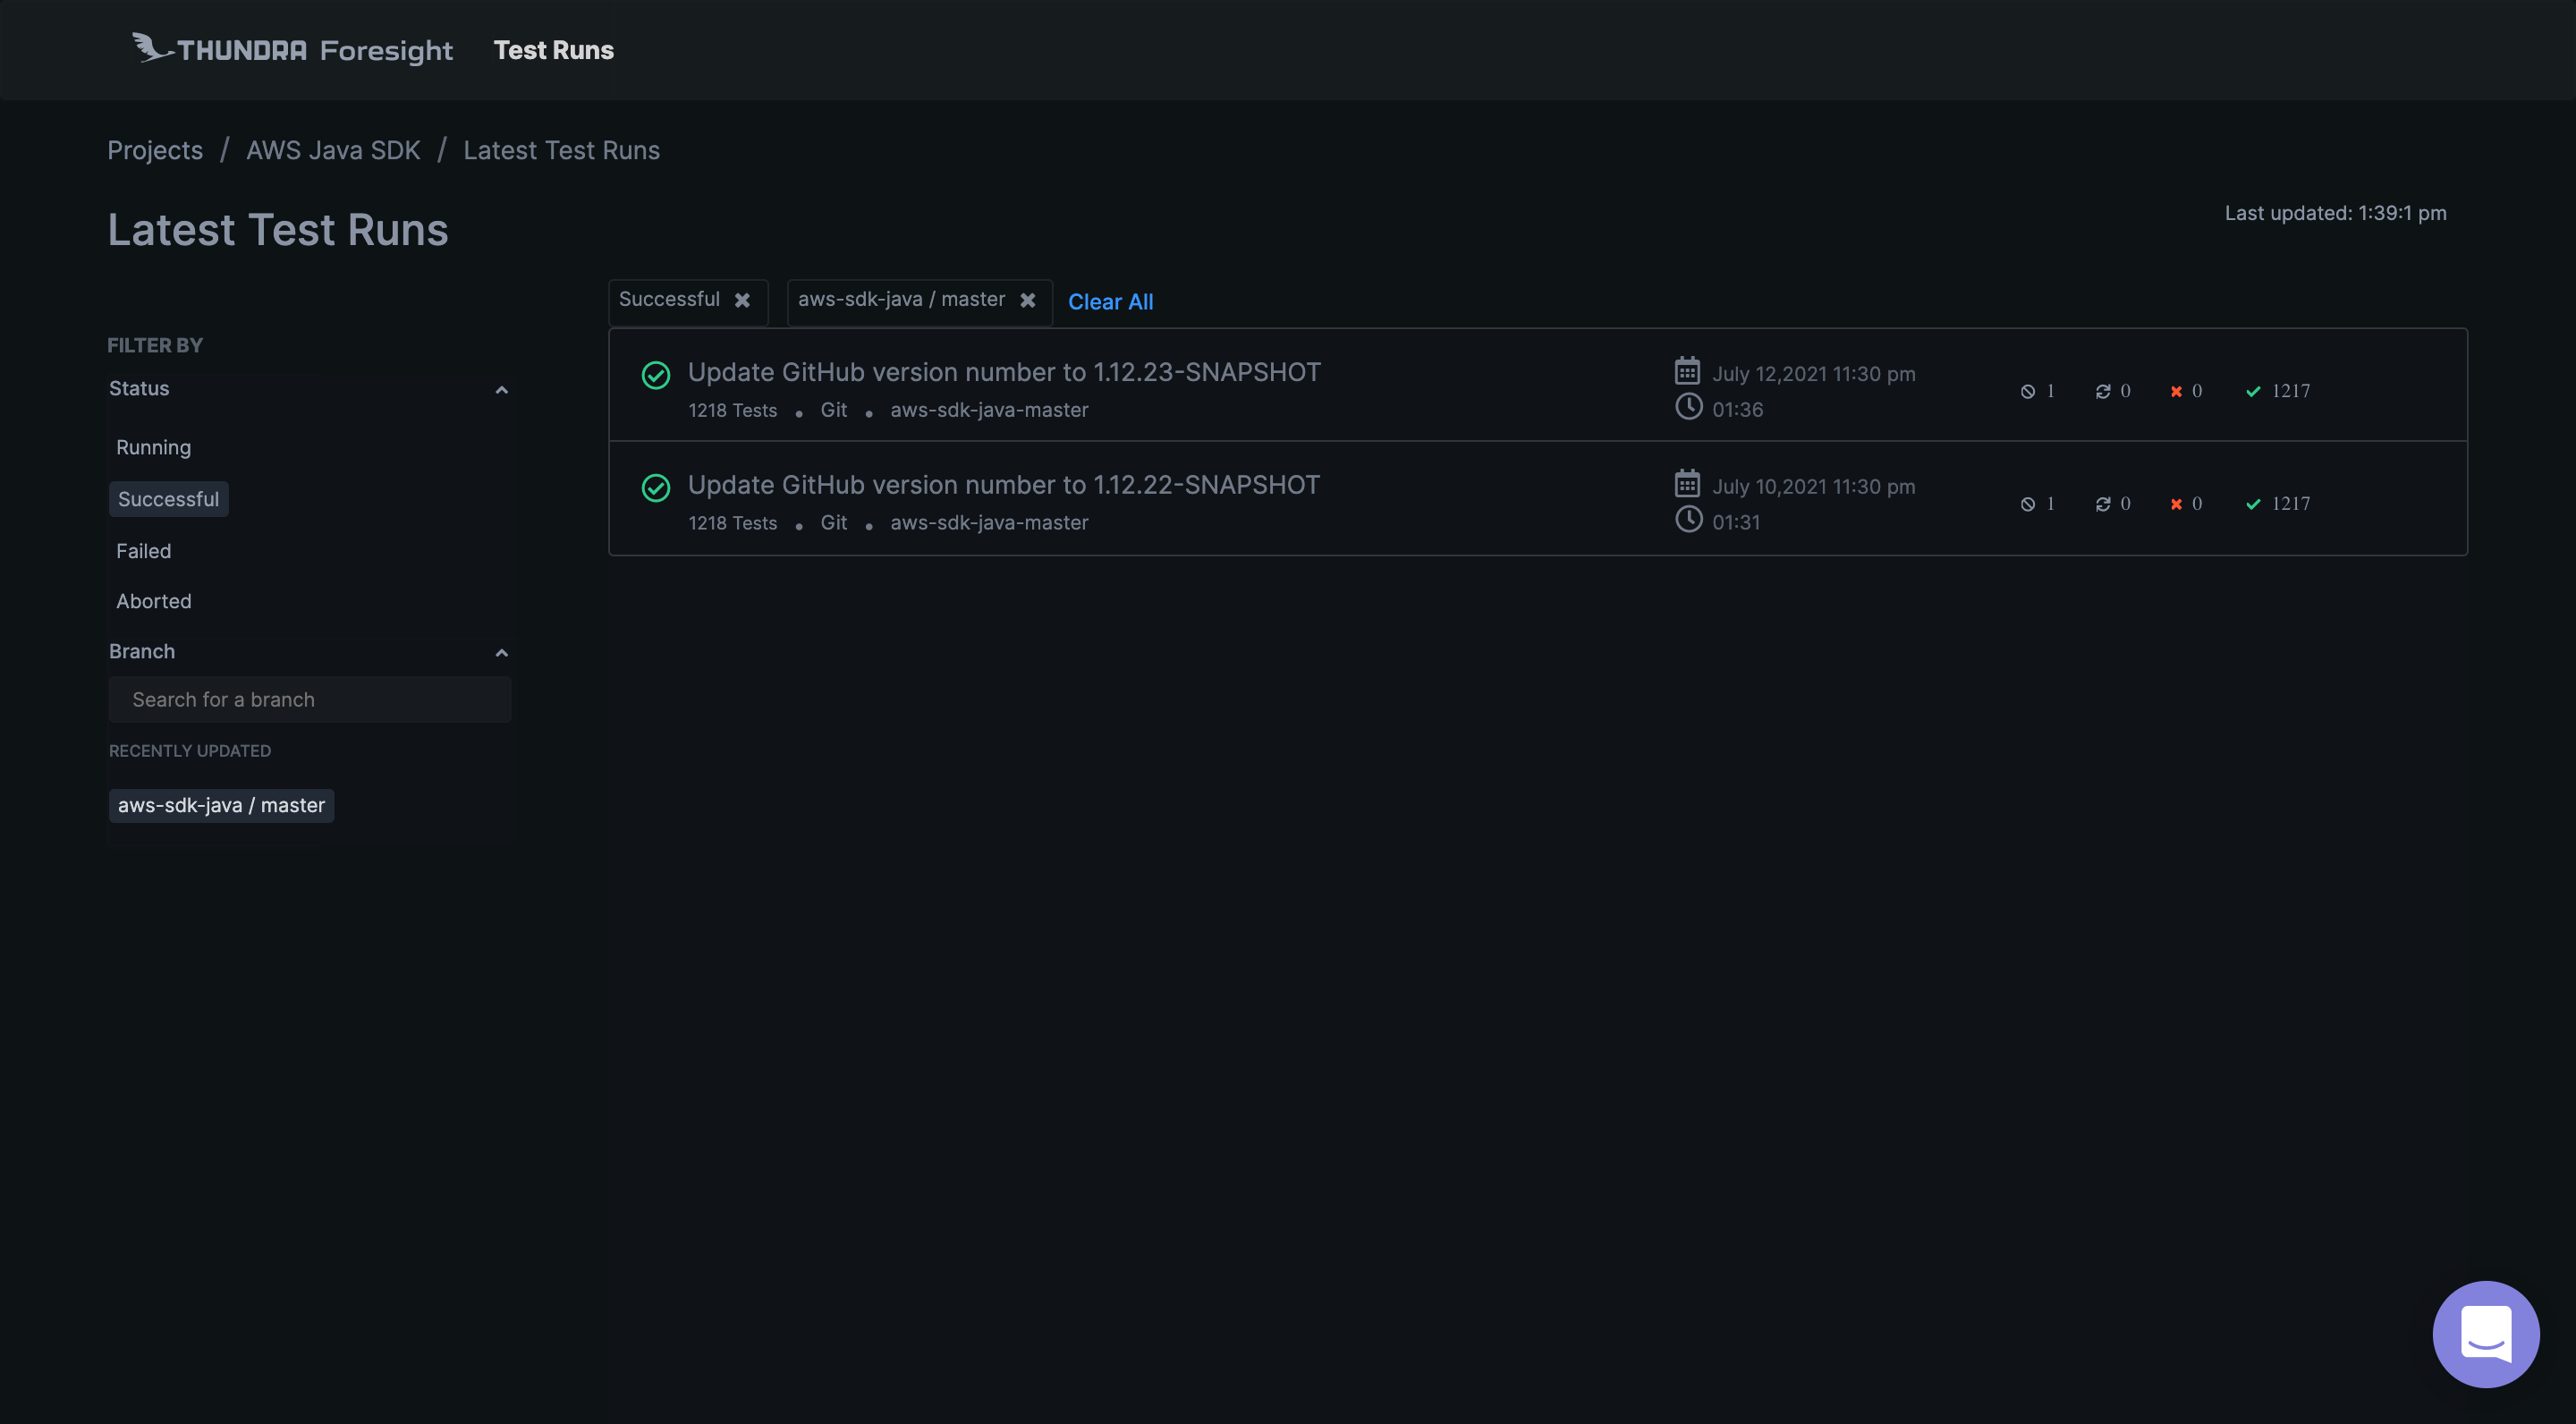 THUNDRA Foresight Test Runs
Projects / AWS Java SDK / Latest Test Runs
Latest Test Runs
Last updated: 1:39:1 pm
Successful
aws-sdk-java / master
Clear All
FILTER BY
Status
Running
Successful
Failed
Aborted
Branch
Search for a branch
RECENTLY UPDATED
aws-sdk-java / master
Update GitHub version number to 1.12.23-SNAPSHOT
1218 Tests • Git • aws-sdk-java-master
July 12,2021 11:30 pm
01:36
1 0 0 1217
Update GitHub version number to 1.12.22-SNAPSHOT
1218 Tests • Git • aws-sdk-java-master
July 10,2021 11:30 pm
01:31
1 0 0 1217